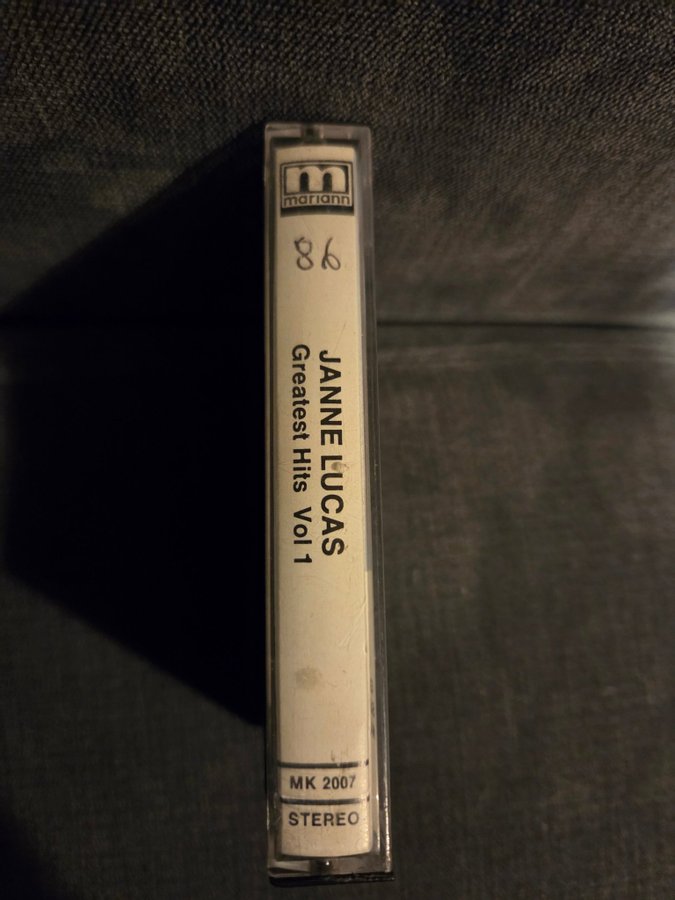 mariann
86
JANNE LUCAS
Greatest Hits Vol 1
MK 2007
STEREO